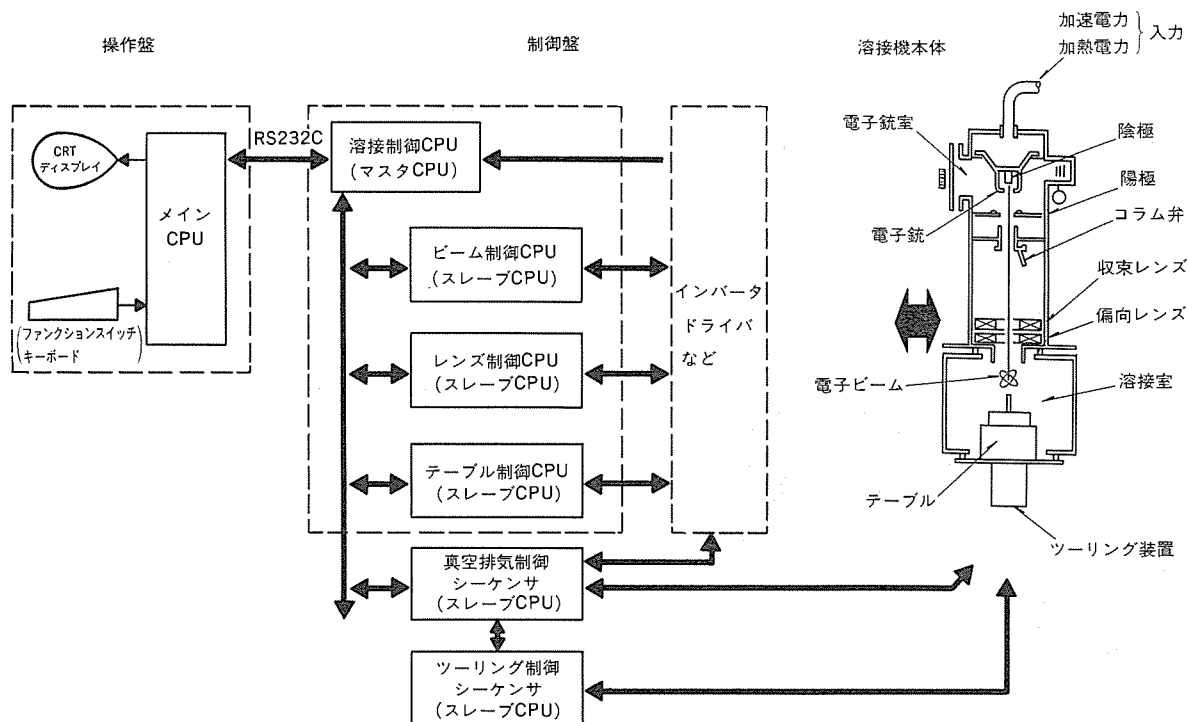 操作盤
CRT
ディスプレイ
メイン
CPU
ファンクションスイッチ
キーボード
RS232C
制御盤
溶接制御CPU
(マスタCPU)
ビーム制御CPU
(スレーブCPU)
レンズ制御CPU
(スレーブCPU)
テーブル制御CPU
(スレーブCPU)
真空排気制御
シーケンサ
(スレーブCPU)
ツーリング制御
シーケンサ
(スレーブCPU)
インバータ
ドライバ
など
溶接機本体
加速電力
加熱電力
入力
電子銃室
陰極
陽極
コラム弁
電子銃
収束レンズ
偏向レンズ
電子ビーム
溶接室
テーブル
ツーリング装置